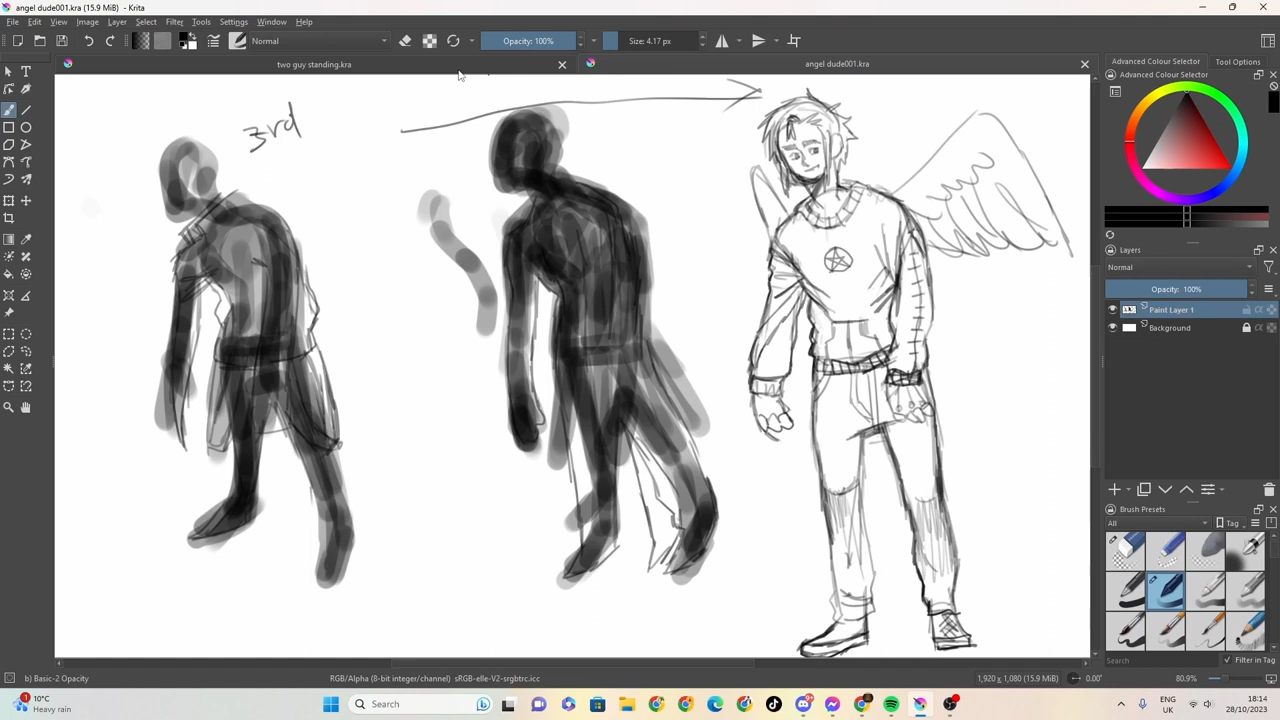 angel dude001.kra (15.9 MiB) - Krita
File Edit View Image Layer Select Filter Tools Settings Window Help
Normal Opacity: 100% Size: 4.17 px
two guy standing.kra angel dude001.kra
Advanced Colour Selector Tool Options
Advanced Colour Selector
3rd
Layers
Normal
Opacity: 100%
Paint Layer 1
Background
Brush Presets
All Tag
Search Filter in Tag
b) Basic-2 Opacity RGB/Alpha (8-bit integer/channel) sRGB-elle-V2-srgbtrc.icc 1,920 x 1,080 (15.9 MiB) 0.00° 80.9%
1 10°C
Heavy rain
Search
ENG
UK
18:14
28/10/2023